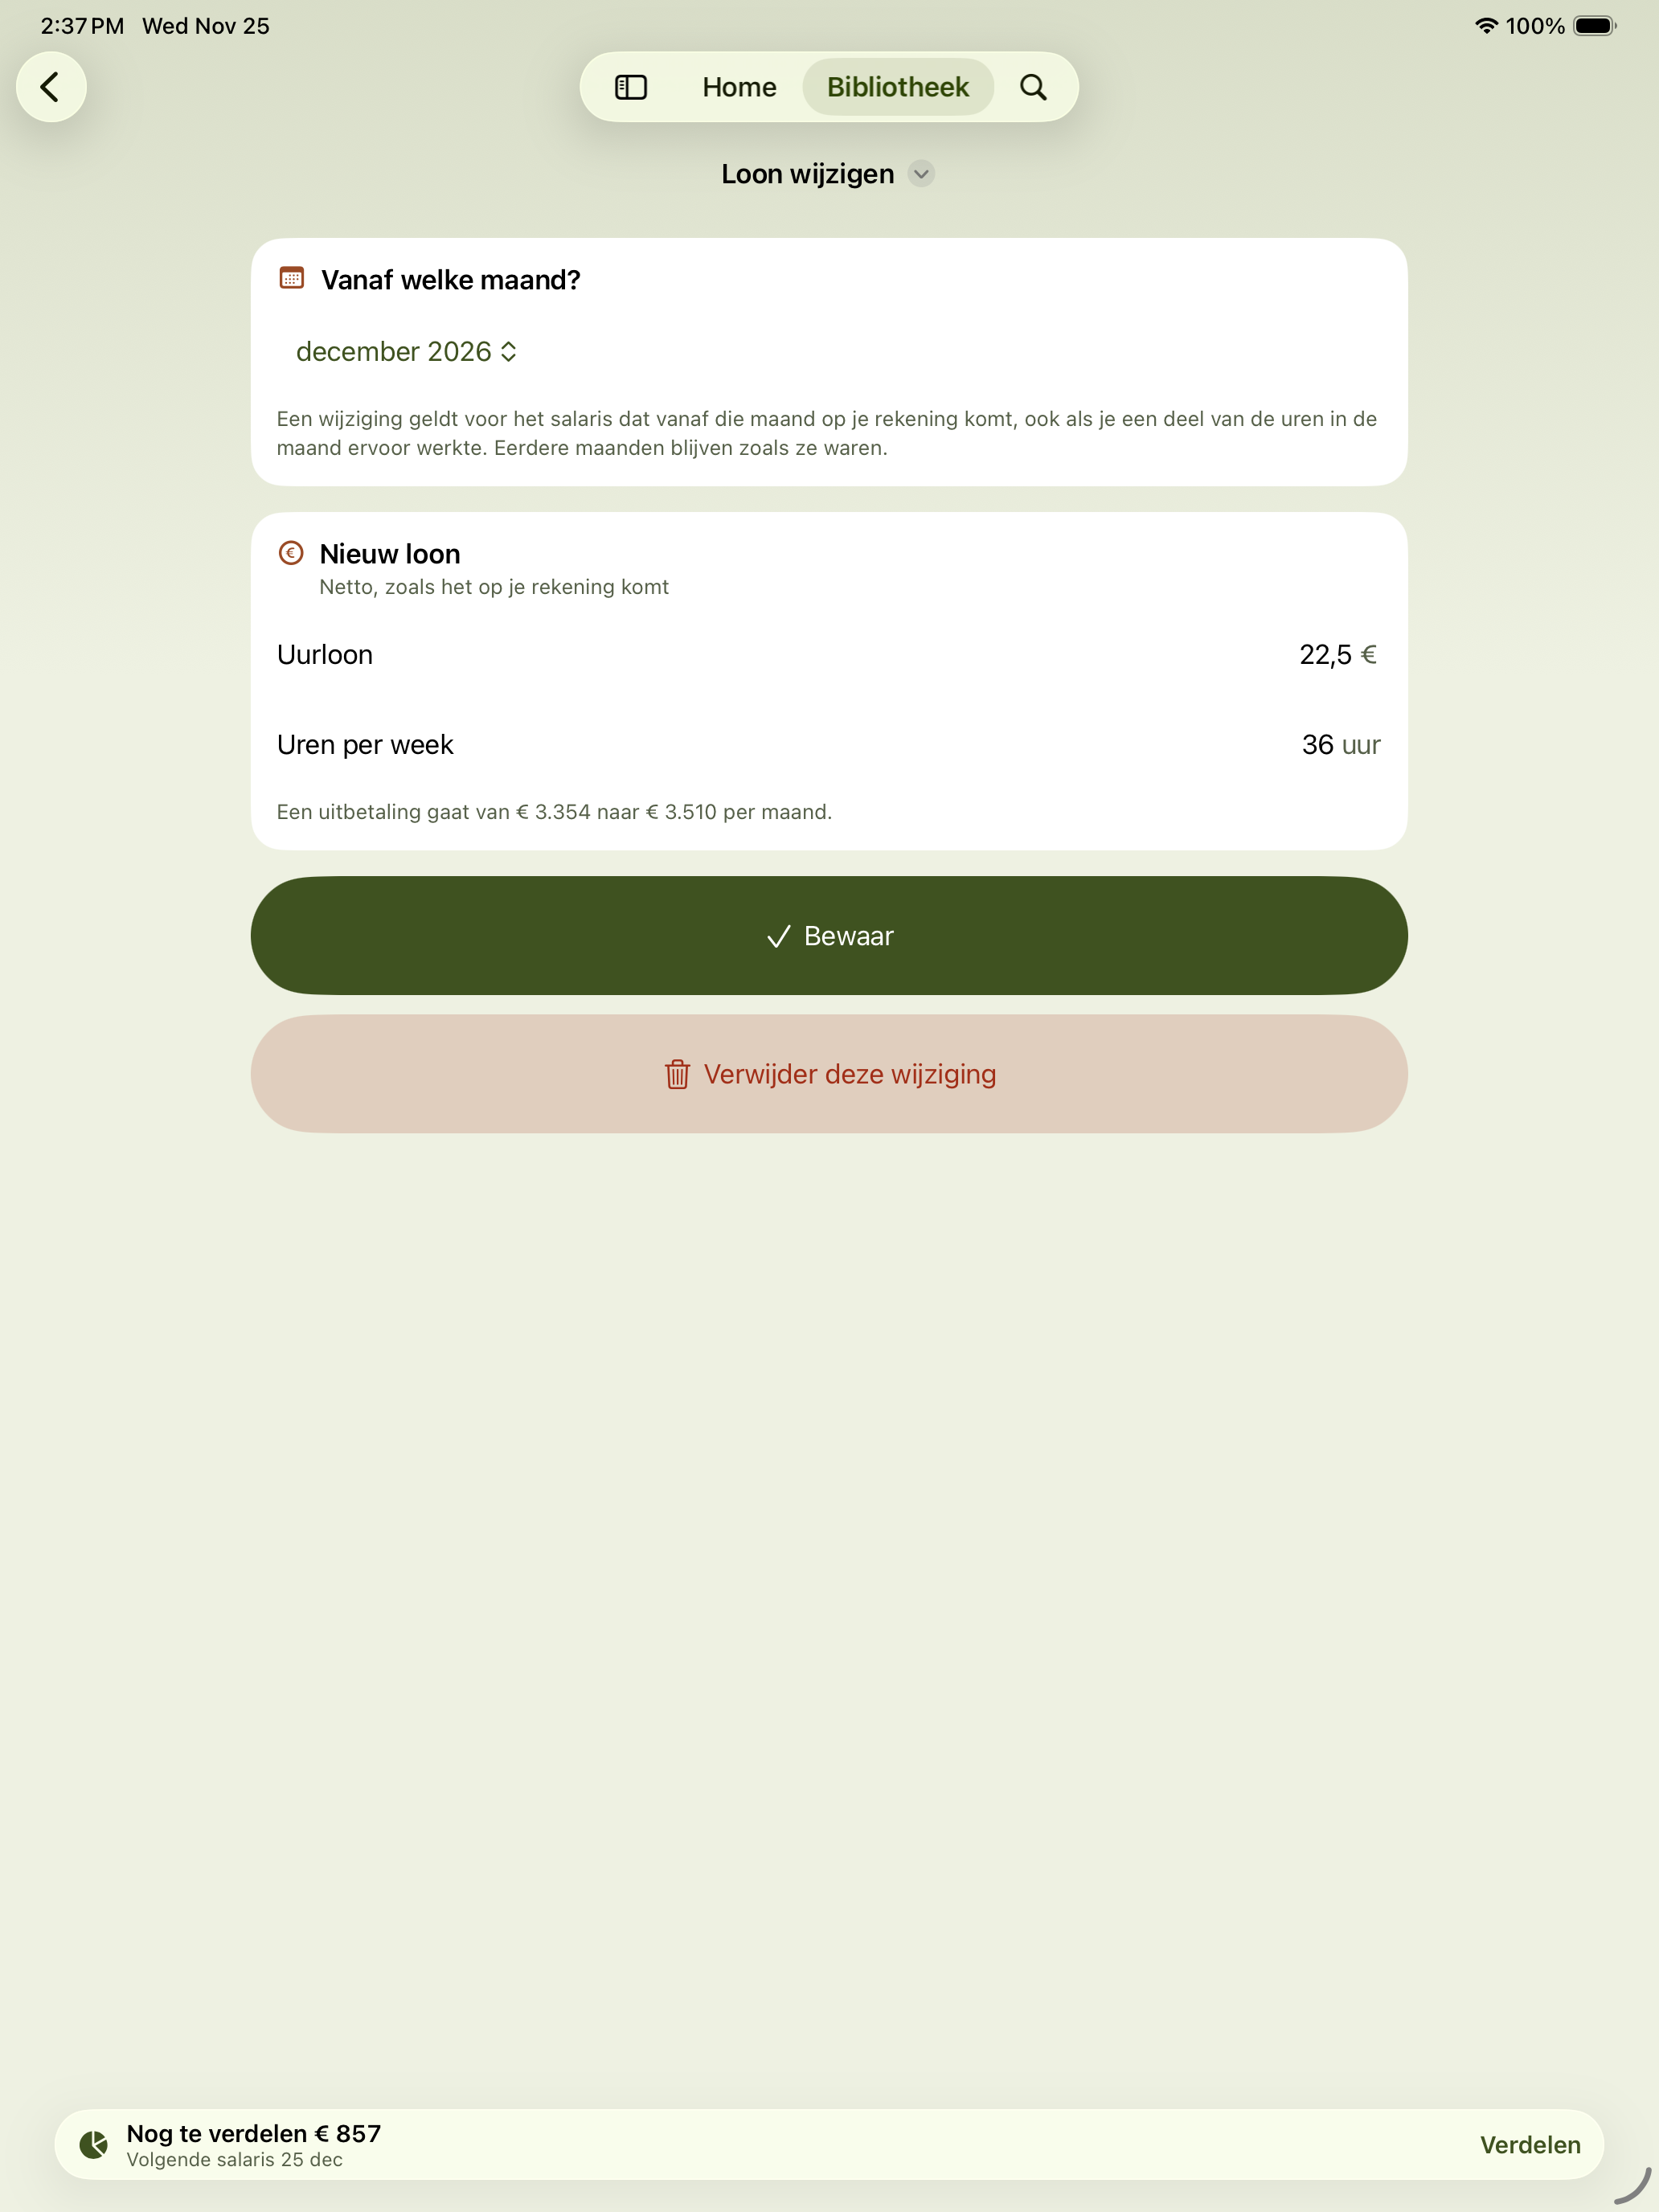 2:37 PM Wed Nov 25
100%
Home
Bibliotheek
Loon wijzigen
Vanaf welke maand?
december 2026
Een wijziging geldt voor het salaris dat vanaf die maand op je rekening komt, ook als je een deel van de uren in de
maand ervoor werkte. Eerdere maanden blijven zoals ze waren.
Nieuw loon
Netto, zoals het op je rekening komt
Uurloon
22,5 €
Uren per week
36 uur
Een uitbetaling gaat van € 3.354 naar € 3.510 per maand.
Bewaar
Verwijder deze wijziging
Nog te verdelen € 857
Volgende salaris 25 dec
Verdelen